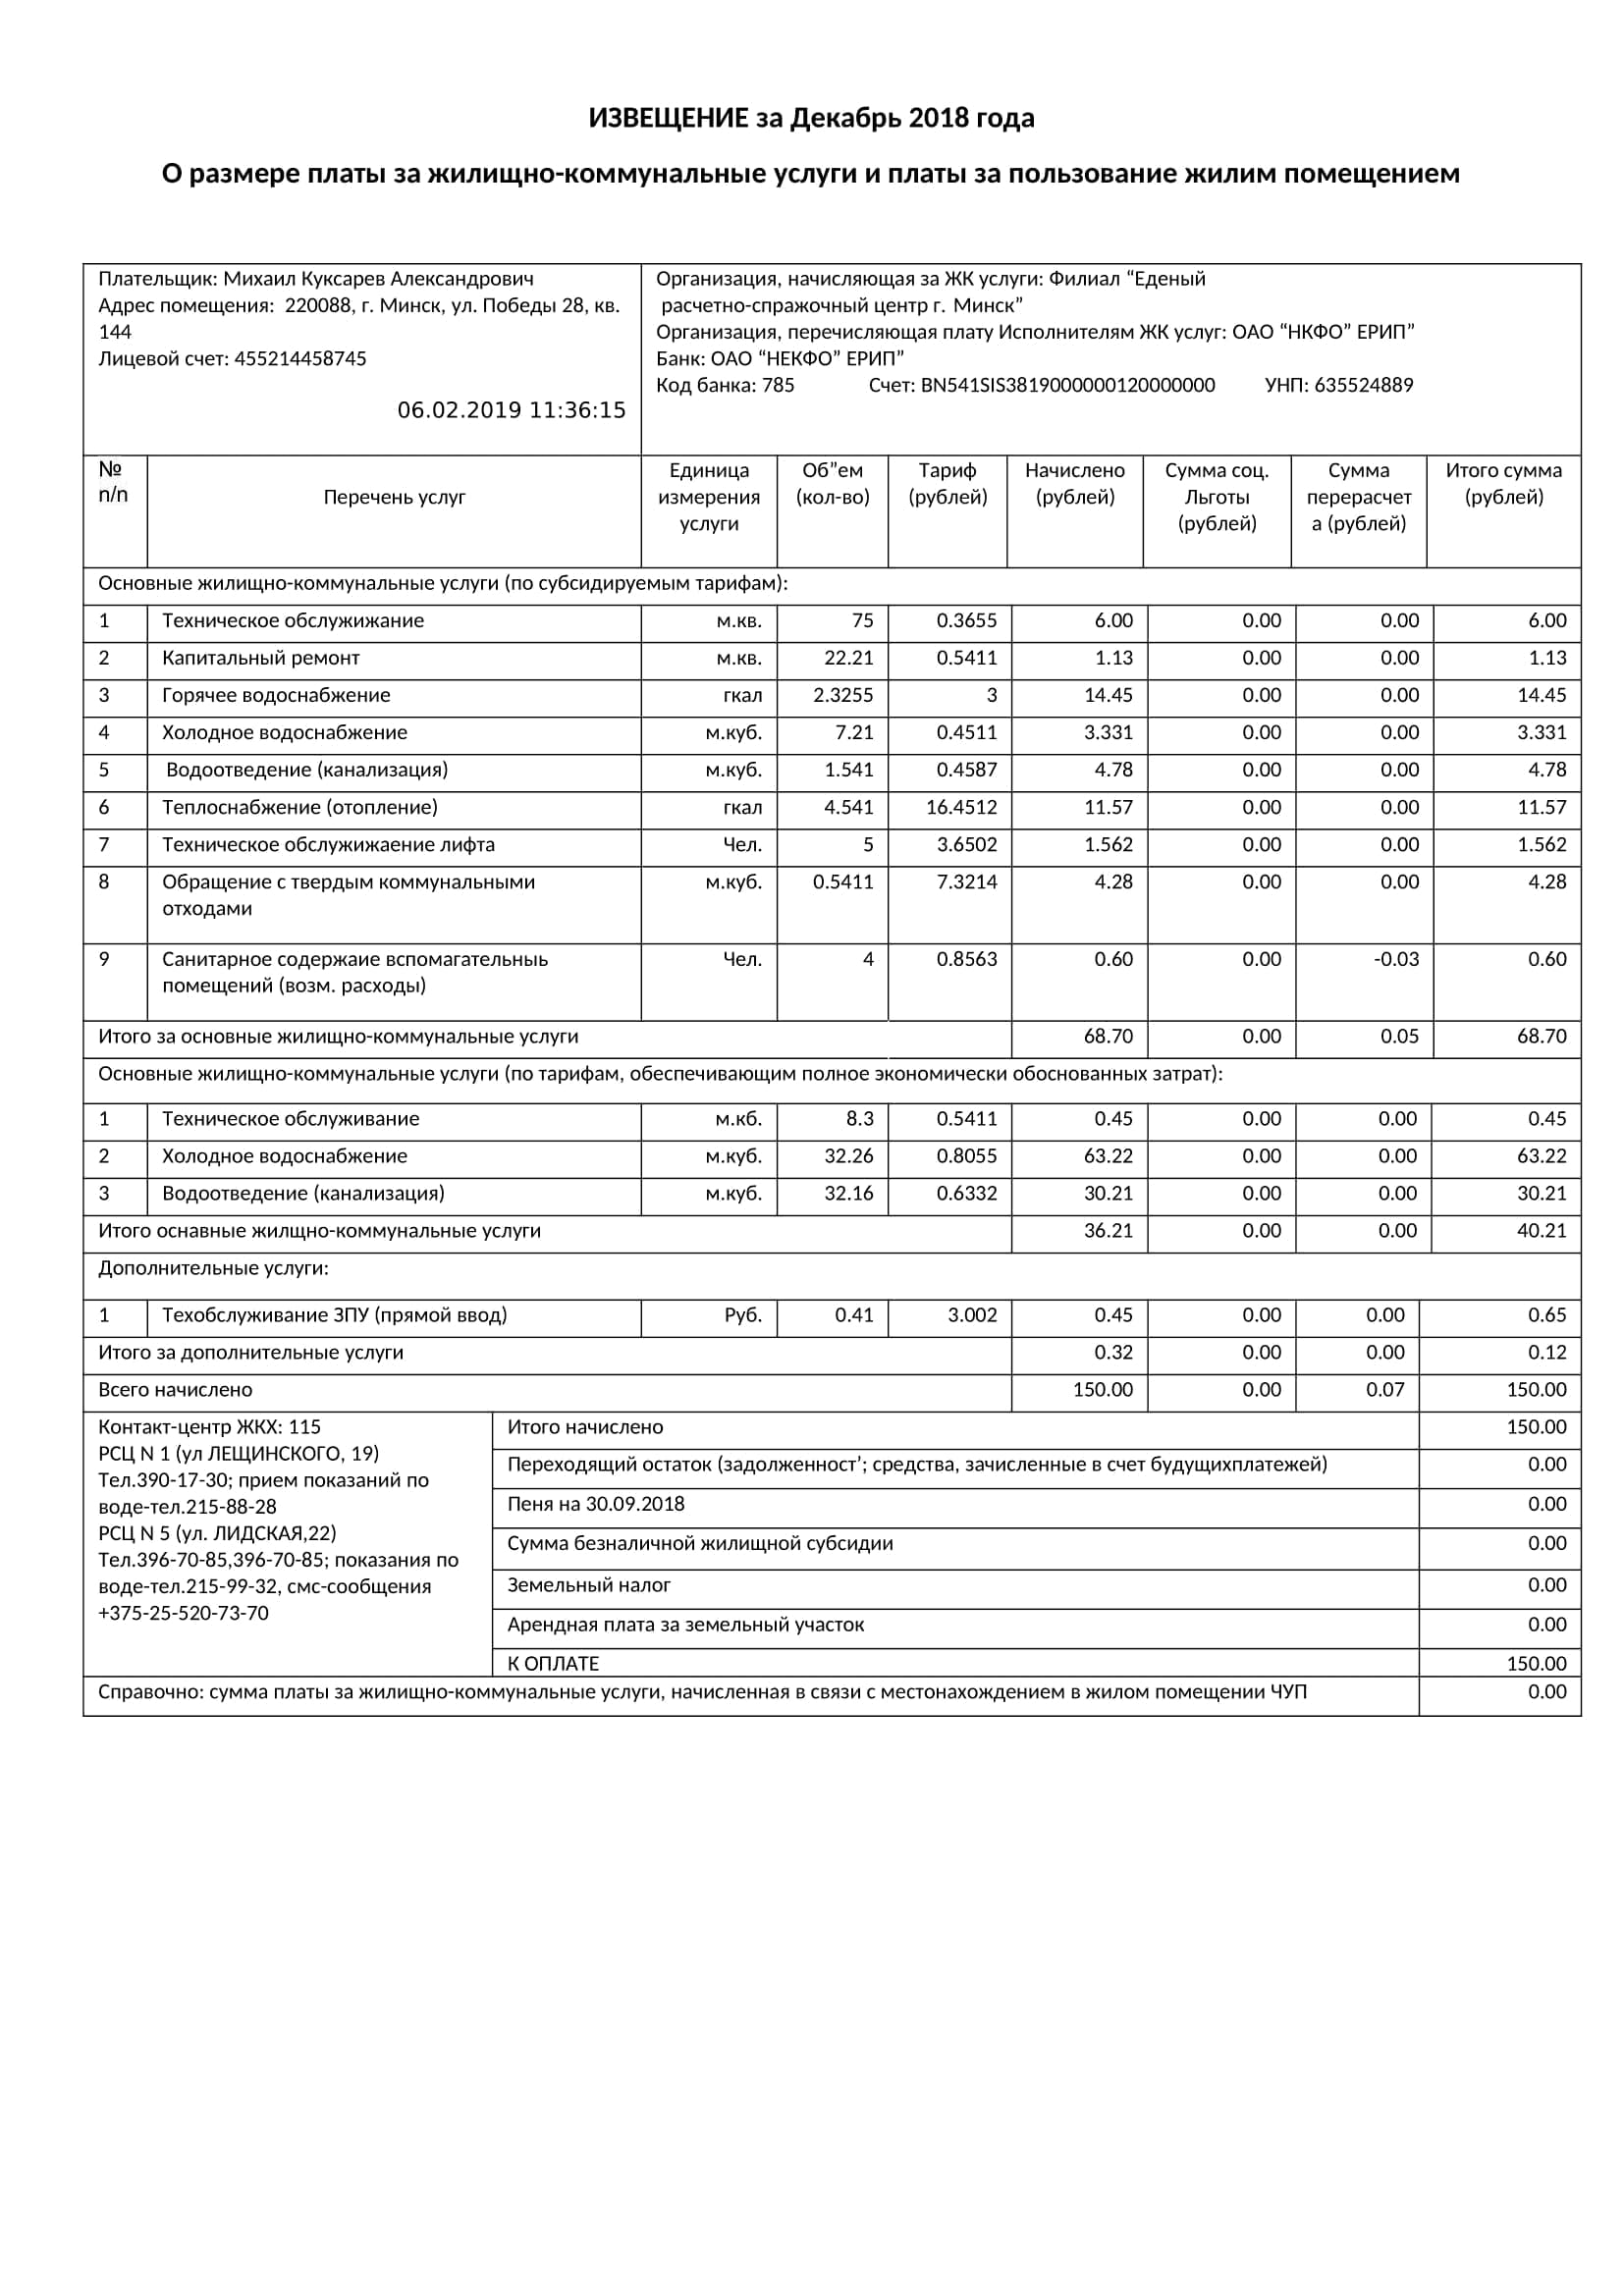 ИЗВЕЩЕНИЕ за Декабрь 2018 года
О размере платы за жилищно-коммунальные услуги и платы за пользование жилим помещением
Плательщик: Михаил Куксарев Александрович
Адрес помещения: 220088, г. Минск, ул. Победы 28, кв.
144
Лицевой счет: 455214458745
06.02.2019 11:36:15
Организация, начисляющая за ЖК услуги: Филиал “Еденый
расчетно-спражочный центр г. Минск”
Организация, перечисляющая плату Исполнителям ЖК услуг: ОАО “НКФО” ЕРИП”
Банк: ОАО “НЕКФО” ЕРИП”
Код банка: 785 Счет: BN541SIS3819000000120000000 УНП: 635524889
№
п/п
Перечень услуг
Единица
измерения
услуги
Об”ем
(кол-во)
Тариф
(рублей)
Начислено
(рублей)
Сумма соц.
Льготы
(рублей)
Сумма
перерасчет
а (рублей)
Итого сумма
(рублей)
Основные жилищно-коммунальные услуги (по субсидируемым тарифам):
1 Техническое обслужижание м.кв. 75 0.3655 6.00 0.00 0.00 6.00
2 Капитальный ремонт м.кв. 22.21 0.5411 1.13 0.00 0.00 1.13
3 Горячее водоснабжение гкал 2.3255 3 14.45 0.00 0.00 14.45
4 Холодное водоснабжение м.куб. 7.21 0.4511 3.331 0.00 0.00 3.331
5 Водоотведение (канализация) м.куб. 1.541 0.4587 4.78 0.00 0.00 4.78
6 Теплоснабжение (отопление) гкал 4.541 16.4512 11.57 0.00 0.00 11.57
7 Техническое обслужижаение лифта Чел. 5 3.6502 1.562 0.00 0.00 1.562
8 Обращение с твердым коммунальными м.куб. 0.5411 7.3214 4.28 0.00 0.00 4.28
отходами
9 Санитарное содержаие вспомагательныь Чел. 4 0.8563 0.60 0.00 -0.03 0.60
помещений (возм. расходы)
Итого за основные жилищно-коммунальные услуги 68.70 0.00 0.05 68.70
Основные жилищно-коммунальные услуги (по тарифам, обеспечивающим полное экономически обоснованных затрат):
1 Техническое обслуживание м.кб. 8.3 0.5411 0.45 0.00 0.00 0.45
2 Холодное водоснабжение м.куб. 32.26 0.8055 63.22 0.00 0.00 63.22
3 Водоотведение (канализация) м.куб. 32.16 0.6332 30.21 0.00 0.00 30.21
Итого оснавные жилщно-коммунальные услуги 36.21 0.00 0.00 40.21
Дополнительные услуги:
1 Техобслуживание ЗПУ (прямой ввод) Руб. 0.41 3.002 0.45 0.00 0.00 0.65
Итого за дополнительные услуги 0.32 0.00 0.00 0.12
Всего начислено 150.00 0.00 0.07 150.00
Контакт-центр ЖКХ: 115
РСЦ N 1 (ул ЛЕЩИНСКОГО, 19)
Тел.390-17-30; прием показаний по
воде-тел.215-88-28
РСЦ N 5 (ул. ЛИДСКАЯ,22)
Тел.396-70-85,396-70-85; показания по
воде-тел.215-99-32, смс-сообщения
+375-25-520-73-70
Итого начислено 150.00
Переходящий остаток (задолженност’; средства, зачисленные в счет будущихплатежей) 0.00
Пеня на 30.09.2018 0.00
Сумма безналичной жилищной субсидии 0.00
Земельный налог 0.00
Арендная плата за земельный участок 0.00
К ОПЛАТЕ 150.00
Справочно: сумма платы за жилищно-коммунальные услуги, начисленная в связи с местонахождением в жилом помещении ЧУП 0.00